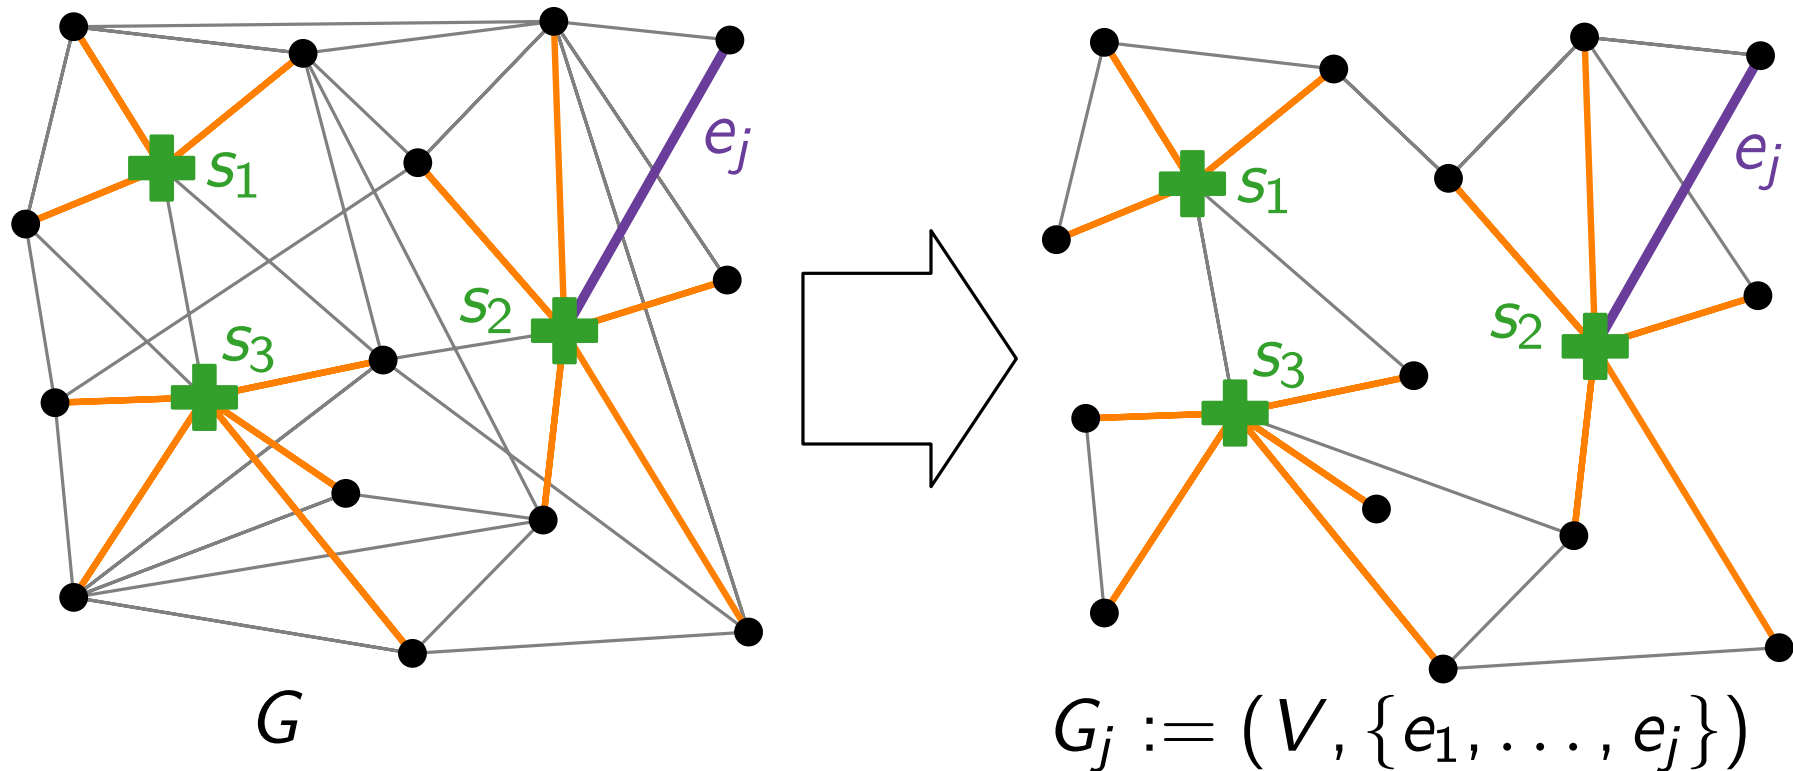 e_j
e_j
s_1
s_1
s_2
s_2
s_3
s_3
G
G_j := (V, {e_1, . . . , e_j})